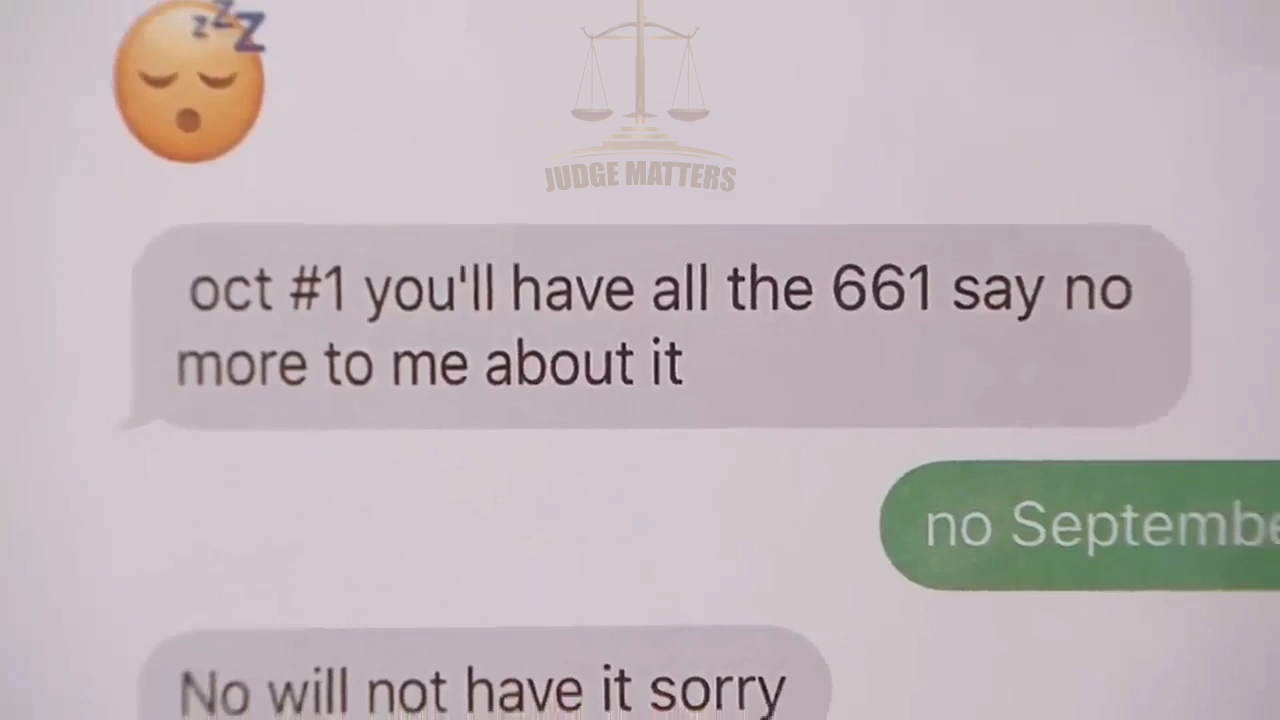 JUDGE MATTERS
oct #1 you'll have all the 661 say no
more to me about it
no Septembe
No will not have it sorry